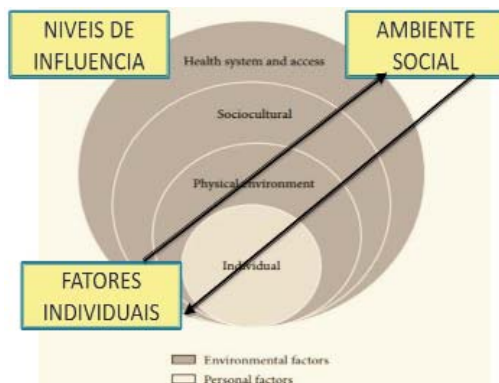 NIVEIS DE
INFLUENCIA
AMBIENTE
SOCIAL
Health system and access
Sociocultural
Physical environment
Individual
FATORES
INDIVIDUAIS
Environmental factors
Personal factors